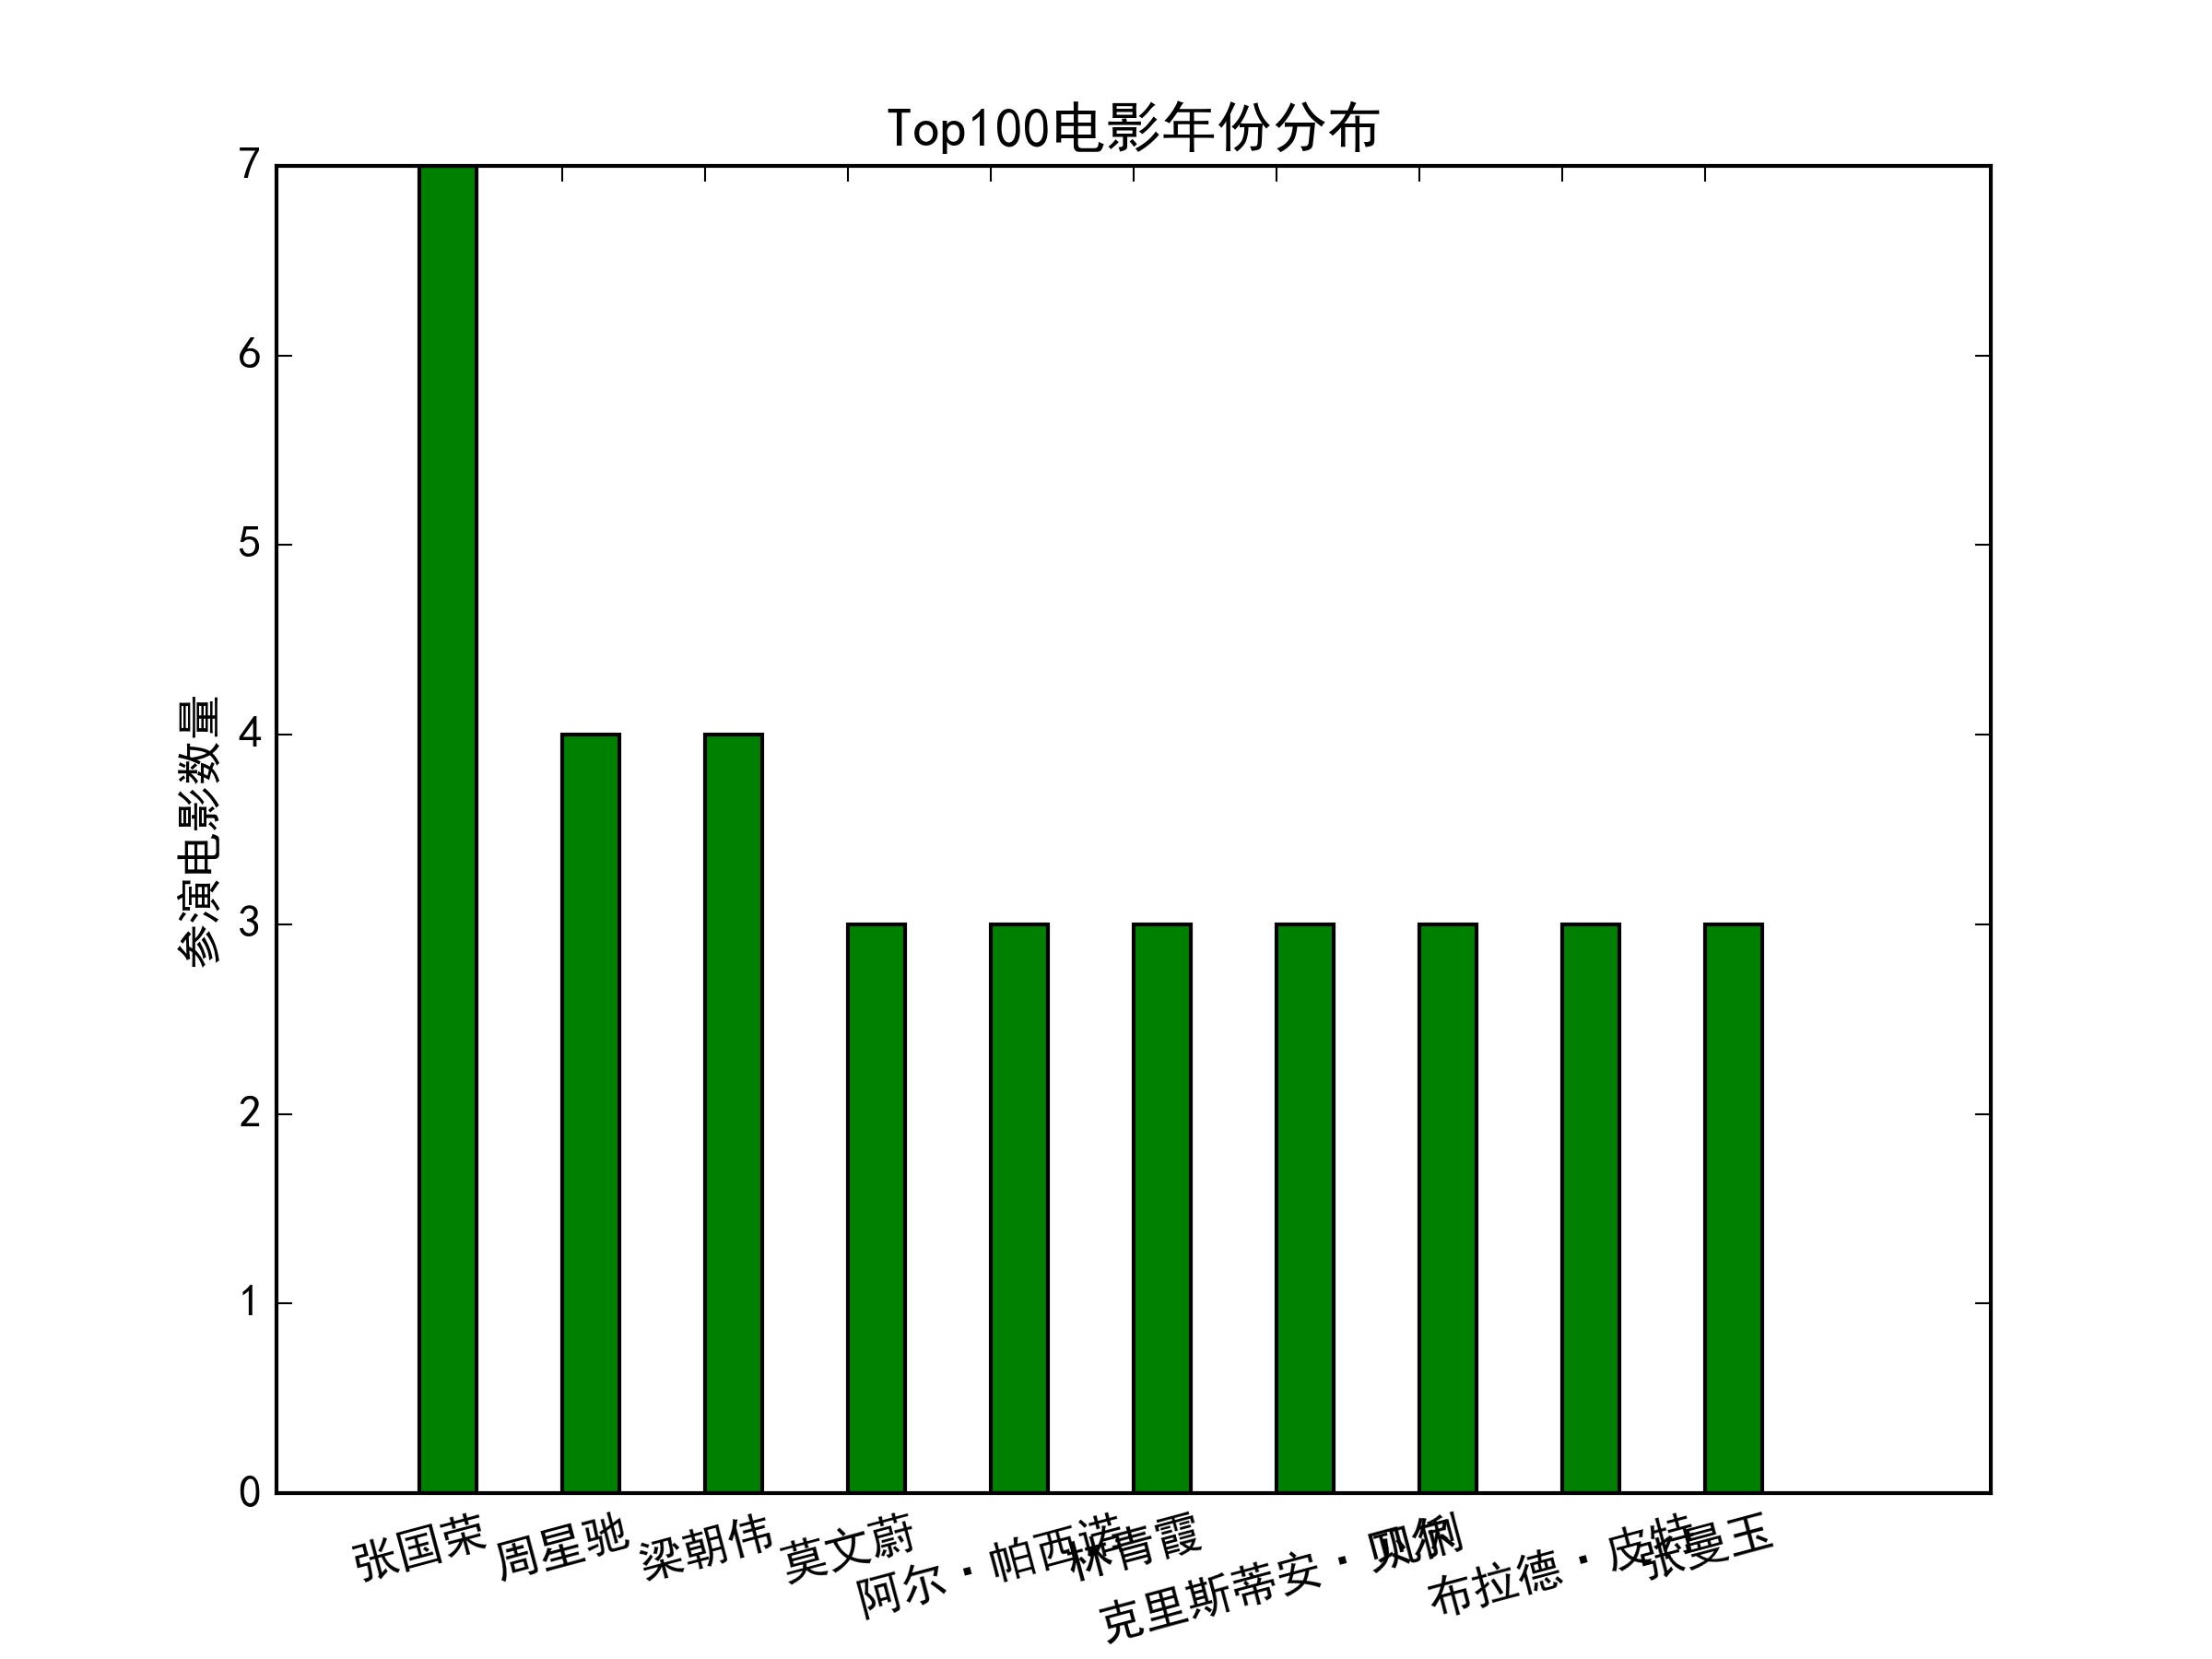 Top100电影年份分布
参演电影数量
7
6
5
4
3
2
1
0
张国荣
周星驰
梁朝伟
莫文蔚
阿尔·帕西诺
林青霞
克里斯蒂安·贝尔
巩俐
布拉德·皮特
张曼玉